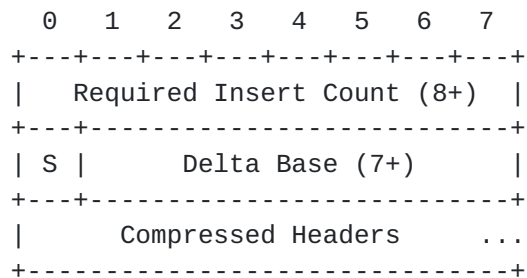 0   1   2   3   4   5   6   7
+---+---+---+---+---+---+---+---+
|   Required Insert Count (8+)  |
+---+---------------------------+
| S |      Delta Base (7+)      |
+---+---------------------------+
|      Compressed Headers     ...
+-------------------------------+